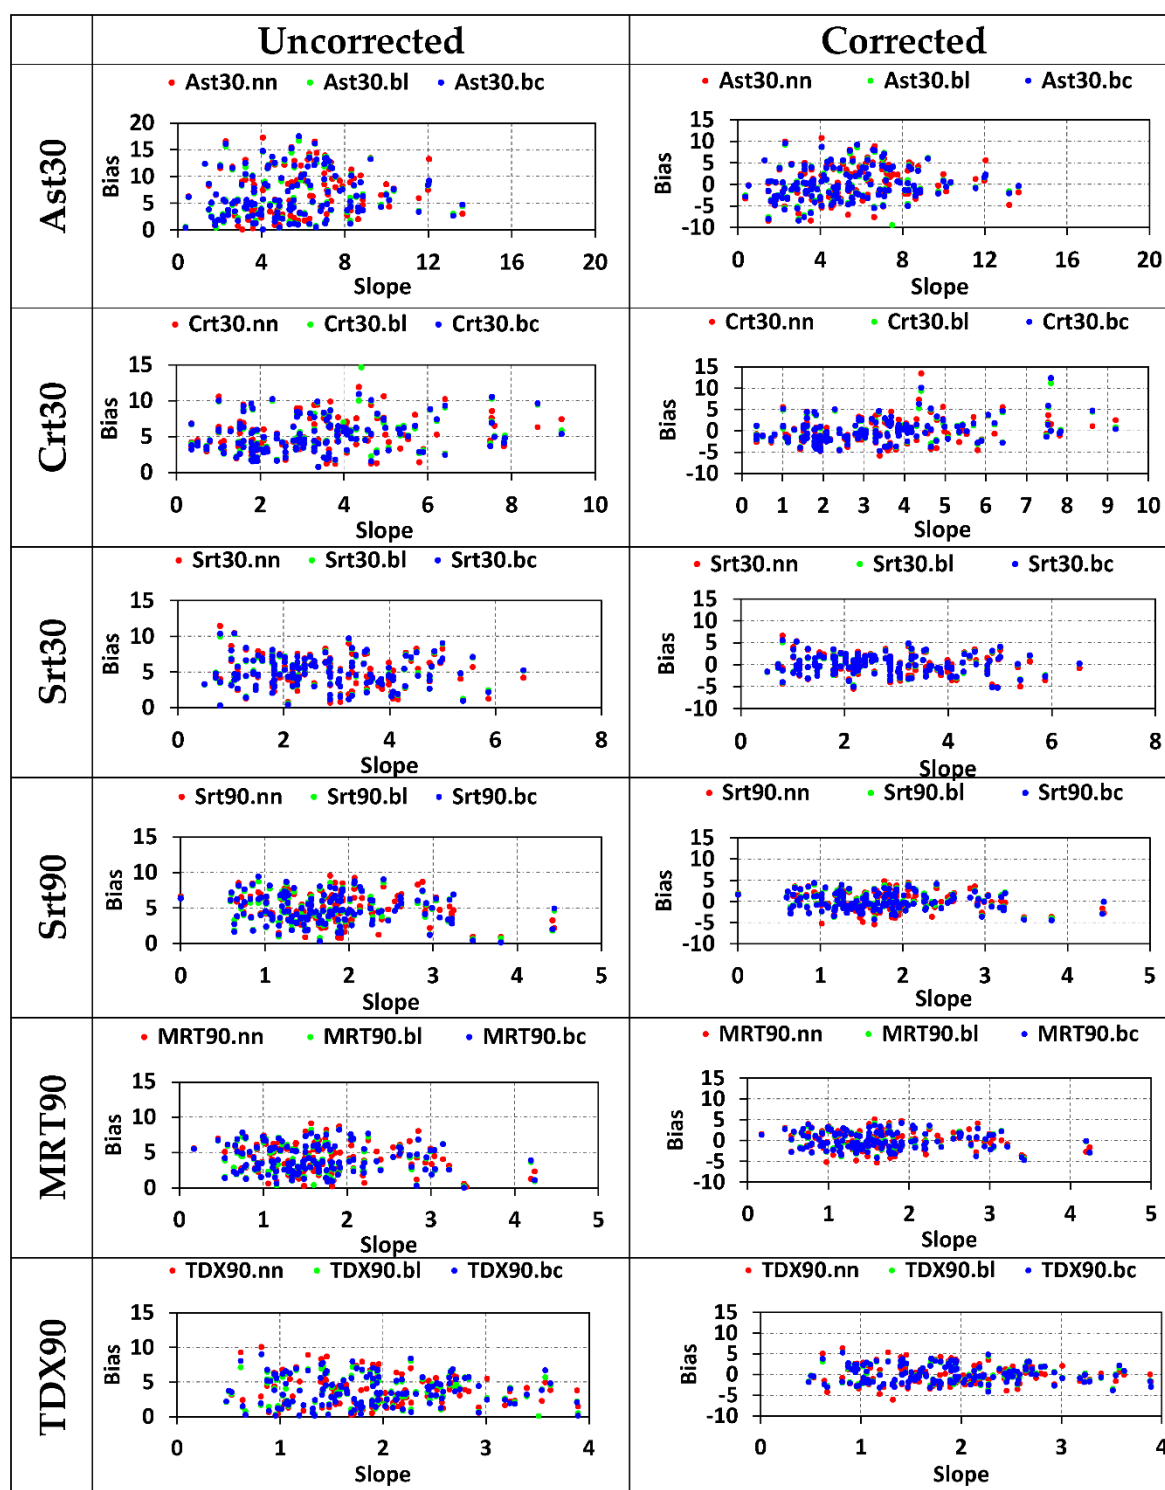 Uncorrected Corrected
Ast30
Ast30.nn Ast30.bl Ast30.bc
Bias
20
15
10
5
0
0 4 8 12 16 20
Slope
Ast30.nn Ast30.bl Ast30.bc
Bias
15
10
5
0
-5
-10
0 4 8 12 16 20
Slope
Crt30
Crt30.nn Crt30.bl Crt30.bc
Bias
15
10
5
0
0 2 4 6 8 10
Slope
Crt30.nn Crt30.bl Crt30.bc
Bias
15
10
5
0
-5
-10
0 1 2 3 4 5 6 7 8 9 10
Slope
Srt30
Srt30.nn Srt30.bl Srt30.bc
Bias
15
10
5
0
0 2 4 6 8
Slope
Srt30.nn Srt30.bl Srt30.bc
Bias
15
10
5
0
-5
-10
0 2 4 6 8
Slope
Srt90
Srt90.nn Srt90.bl Srt90.bc
Bias
15
10
5
0
0 1 2 3 4 5
Slope
Srt90.nn Srt90.bl Srt90.bc
Bias
15
10
5
0
-5
-10
0 1 2 3 4 5
Slope
MRT90
MRT90.nn MRT90.bl MRT90.bc
Bias
15
10
5
0
0 1 2 3 4 5
Slope
MRT90.nn MRT90.bl MRT90.bc
Bias
15
10
5
0
-5
-10
0 1 2 3 4 5
Slope
TDX90
TDX90.nn TDX90.bl TDX90.bc
Bias
15
10
5
0
0 1 2 3 4
Slope
TDX90.nn TDX90.bl TDX90.bc
Bias
15
10
5
0
-5
-10
0 1 2 3 4
Slope